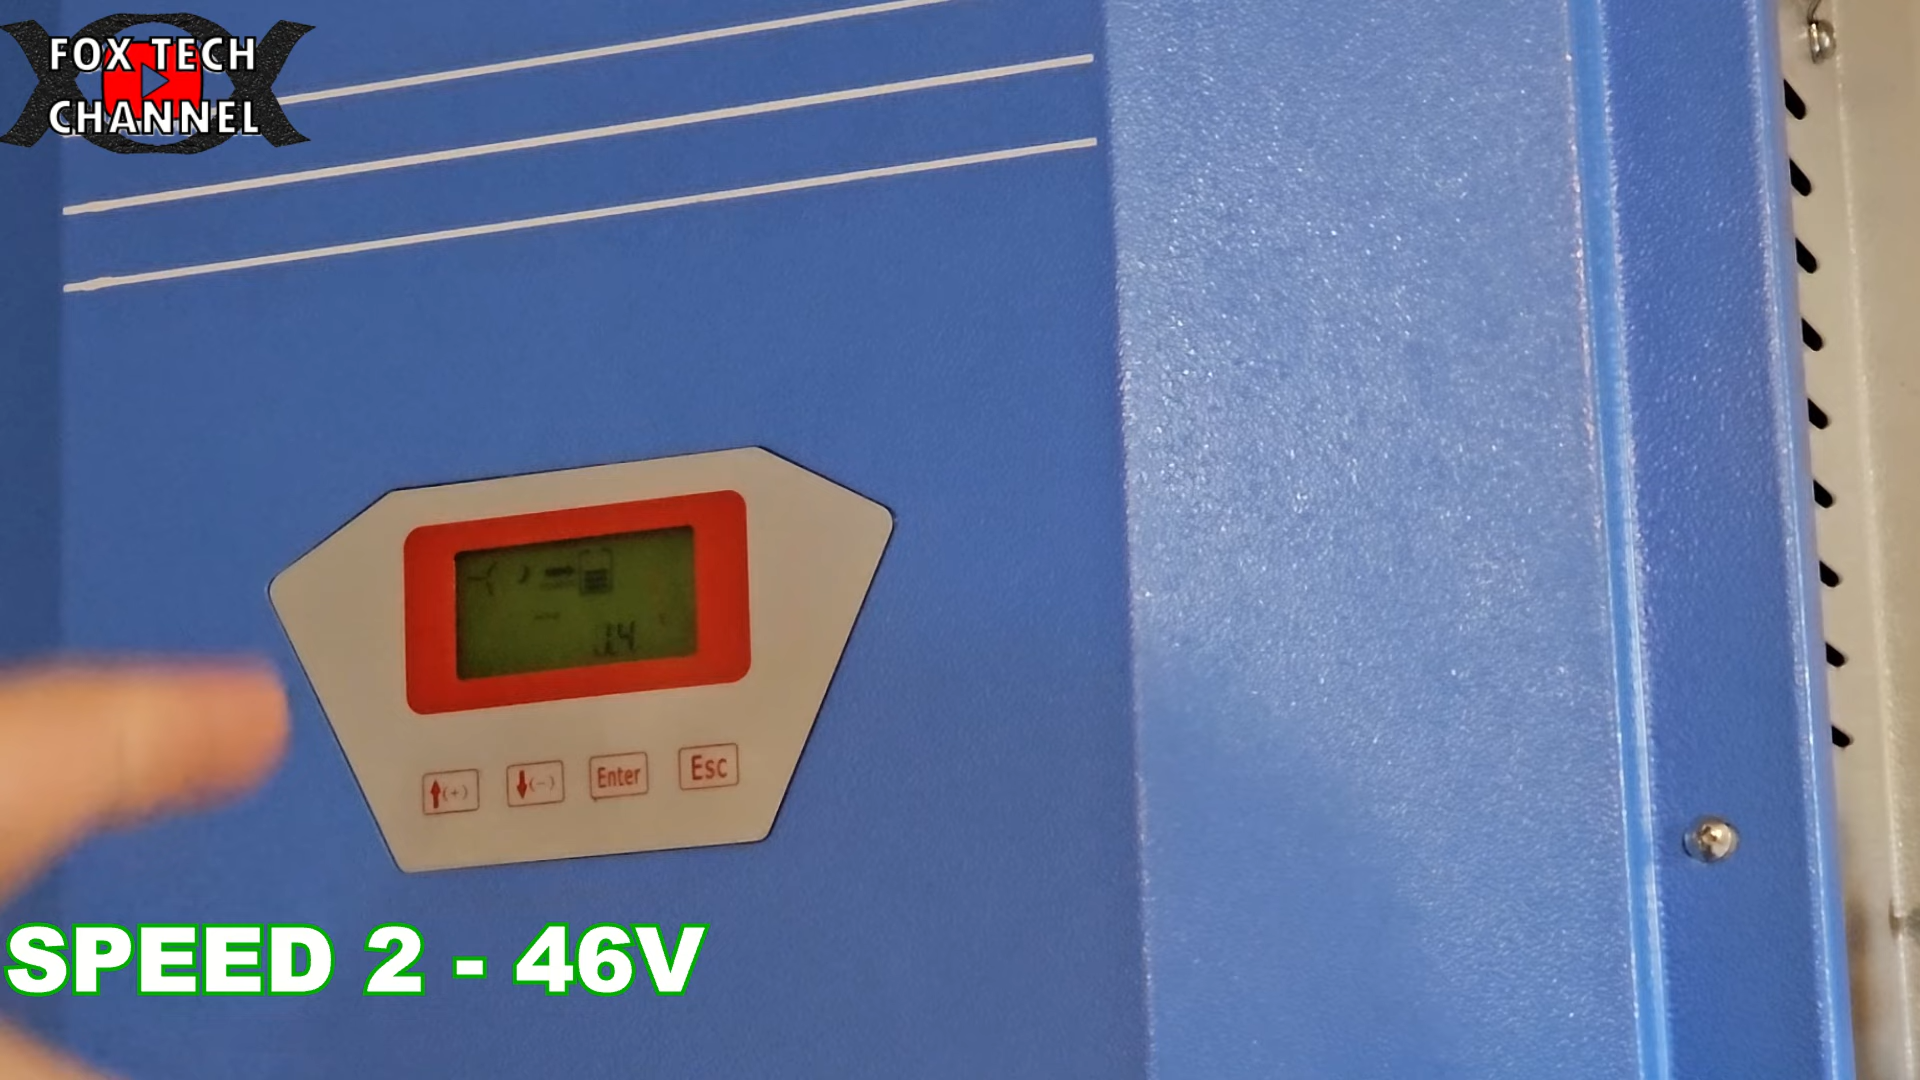 FOX TECH
CHANNEL
(+)
(-)
Enter
Esc
SPEED 2 - 46V